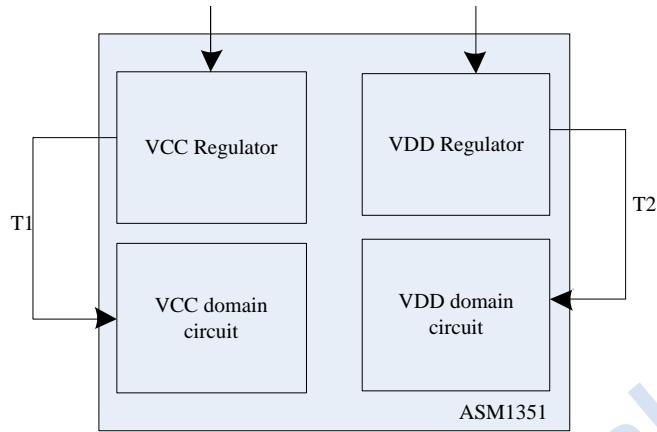 VCC Regulator
VDD Regulator
T1
T2
VCC domain
circuit
VDD domain
circuit
ASM1351